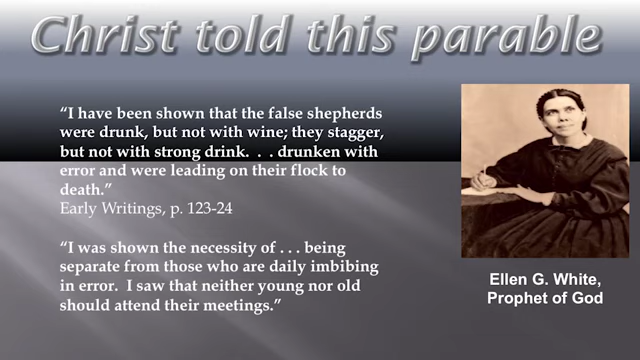 Christ told this parable
“I have been shown that the false shepherds
were drunk, but not with wine; they stagger,
but not with strong drink. . . drunken with
error and were leading on their flock to
death.”
Early Writings, p. 123-24
“I was shown the necessity of . . . being
separate from those who are daily imbibing
in error.  I saw that neither young nor old
should attend their meetings.”
Ellen G. White,
Prophet of God